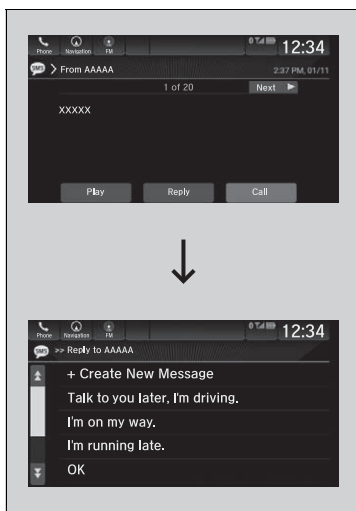 Phone Navigation FM 12:34
SMS > From AAAAA 2:37 PM, 01/11
1 of 20 Next
XXXXX
Play Reply Call
Phone Navigation FM 12:34
SMS >> Reply to AAAAA
+ Create New Message
Talk to you later, I'm driving.
I'm on my way.
I'm running late.
OK